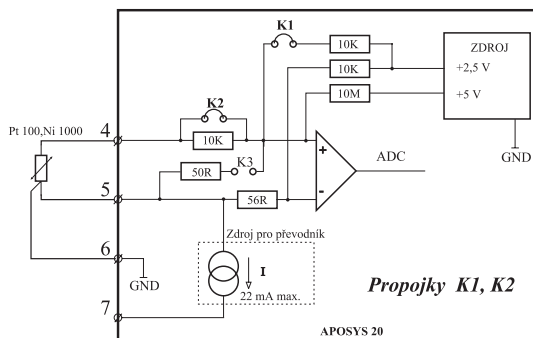 K1
10K
ZDROJ
10K
+2,5 V
K2
10M
+5 V
Pt 100,Ni 1000
4
10K
+
GND
ADC
50R
K3
5
56R
-
Zdroj pro převodník
6
I
GND
22 mA max.
Propojky K1, K2
7
APOSYS 20